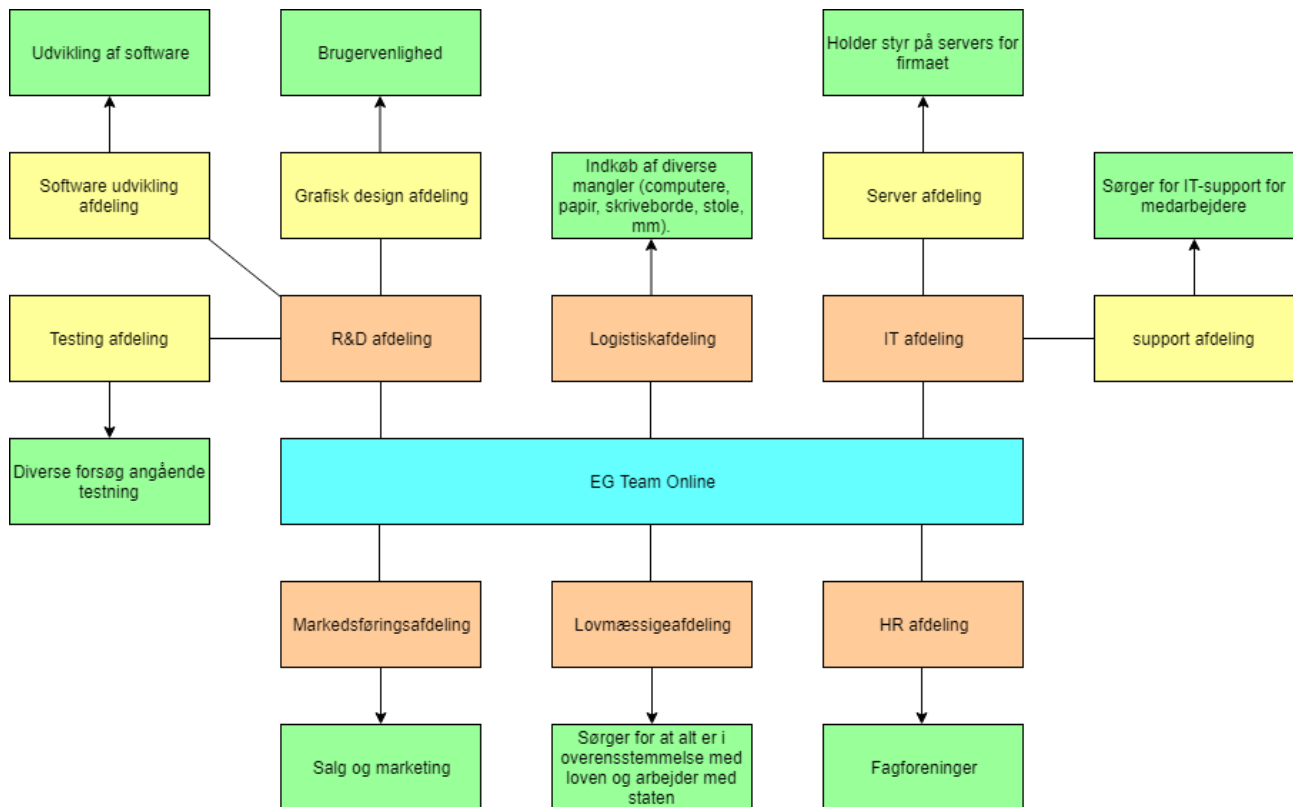 Udvikling af software
Brugervenlighed
Holder styr på servers for
firmaet
Software udvikling
afdeling
Grafisk design afdeling
Indkøb af diverse
mangler (computere,
papir, skriveborde, stole,
mm).
Server afdeling
Sørger for IT-support for
medarbejdere
Testing afdeling
R&D afdeling
Logistiskafdeling
IT afdeling
support afdeling
Diverse forsøg angående
testning
EG Team Online
Markedsføringsafdeling
Lovmæssigeafdeling
HR afdeling
Salg og marketing
Sørger for at alt er i
overensstemmelse med
loven og arbejder med
staten
Fagforeninger